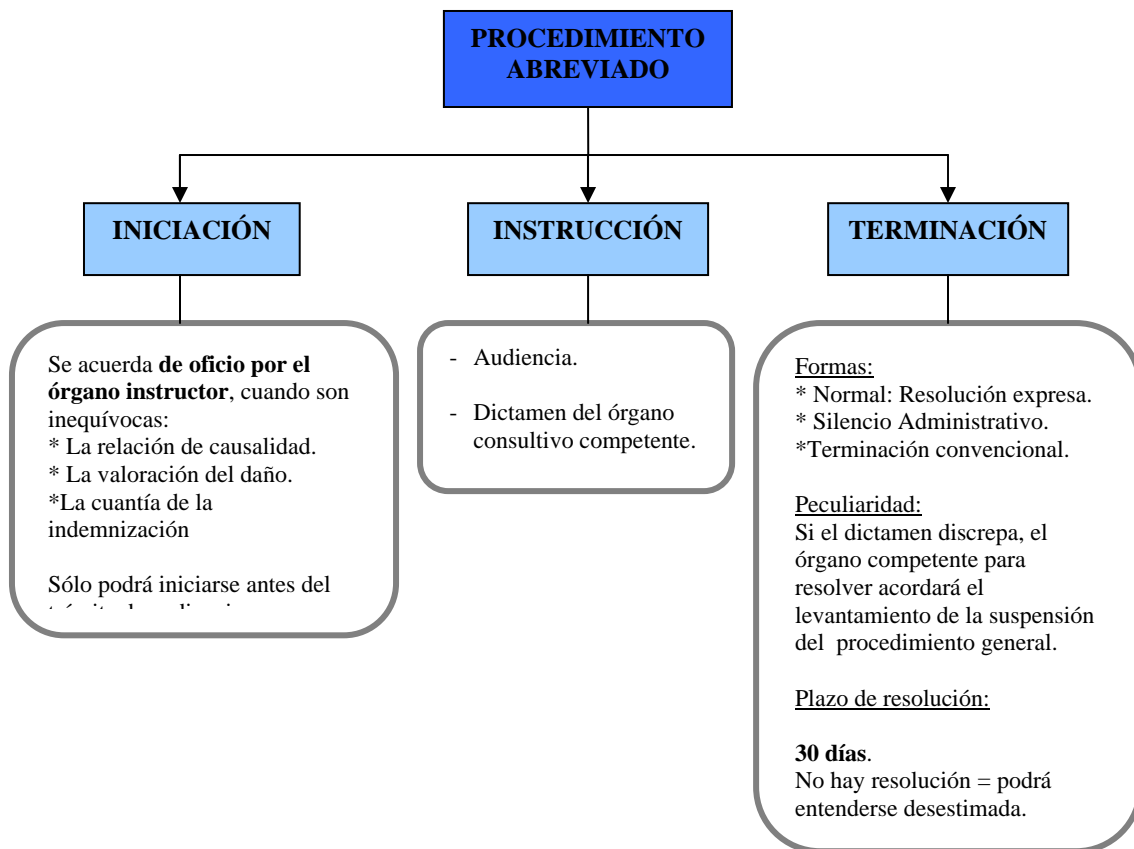 PROCEDIMIENTO
ABREVIADO
INICIACIÓN
INSTRUCCIÓN
TERMINACIÓN
Se acuerda de oficio por el
órgano instructor, cuando son
inequívocas:
* La relación de causalidad.
* La valoración del daño.
*La cuantía de la
indemnización
Sólo podrá iniciarse antes del
- Audiencia.
- Dictamen del órgano
consultivo competente.
Formas:
* Normal: Resolución expresa.
* Silencio Administrativo.
*Terminación convencional.
Peculiaridad:
Si el dictamen discrepa, el
órgano competente para
resolver acordará el
levantamiento de la suspensión
del procedimiento general.
Plazo de resolución:
30 días.
No hay resolución = podrá
entenderse desestimada.